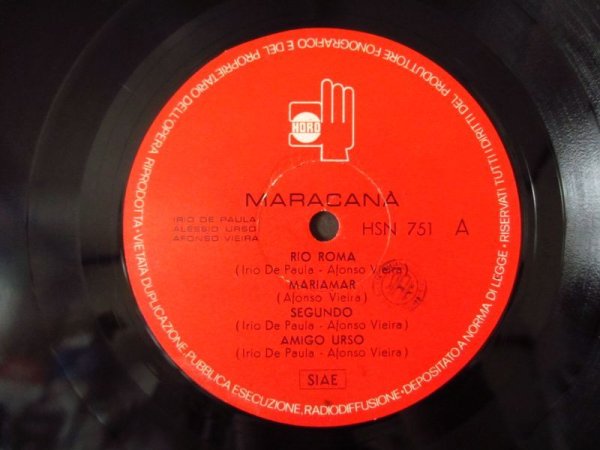 NORD
MARACANÀ
IRIO DE PAULA
ALESSIO URSO
AFONSO VIEIRA
HSN 751 A
RIO ROMA
(Irio De Paula - Afonso Vieira)
MARIAMAR
(Afonso Vieira)
SEGUNDO
(Irio De Paula - Afonso Vieira)
AMIGO URSO
(Irio De Paula - Afonso Vieira)
SIAE
RISERVATI TUTTI I DIRITTI DEL PRODUTTORE FONOGRAFICO E DEL PROPRIETARIO DELL'OPERA RIPRODOTTA • VIETATA DUPLICAZIONE, PUBBLICA ESECUZIONE, RADIODIFFUSIONE • DEPOSITATO A NORMA DI LEGGE •